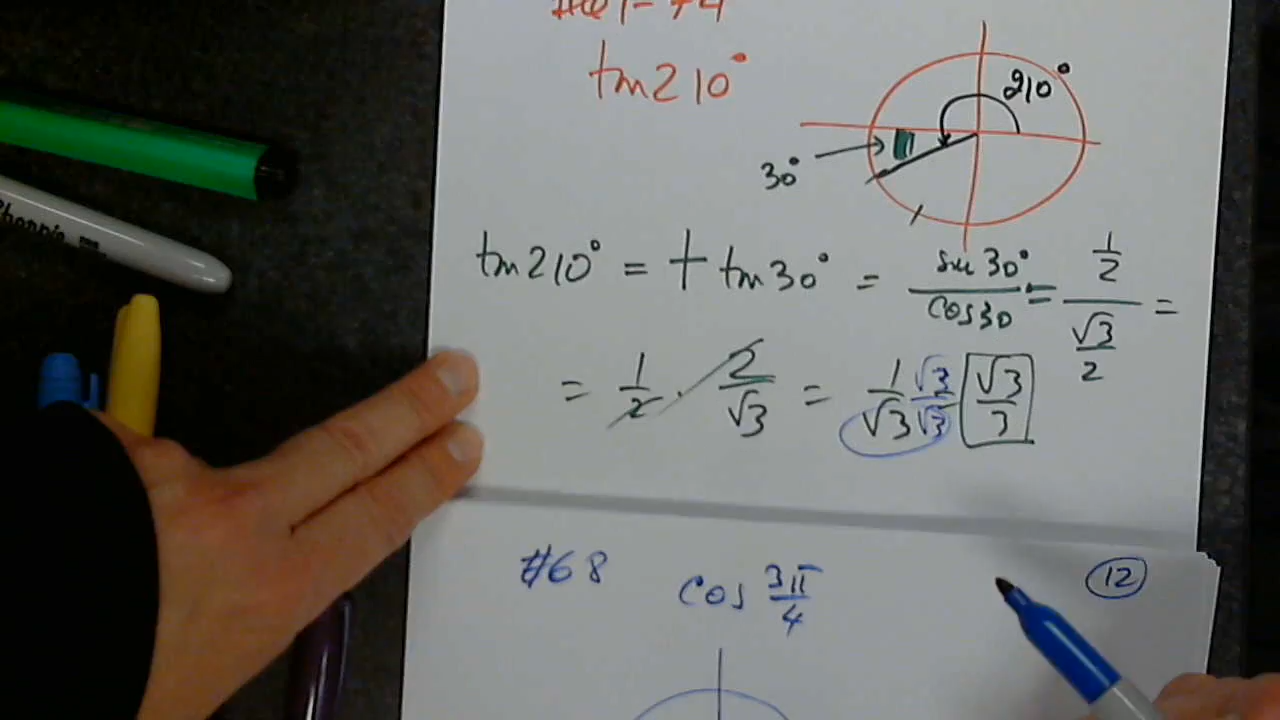 tan 210°
210°
30°
tan 210° = + tan 30° = sin 30° / cos 30 = (1/2) / (√3/2) =
= 1/2 · 2/√3 = 1/√3 √3/√3 = √3/3
#68 cos 3π/4 12